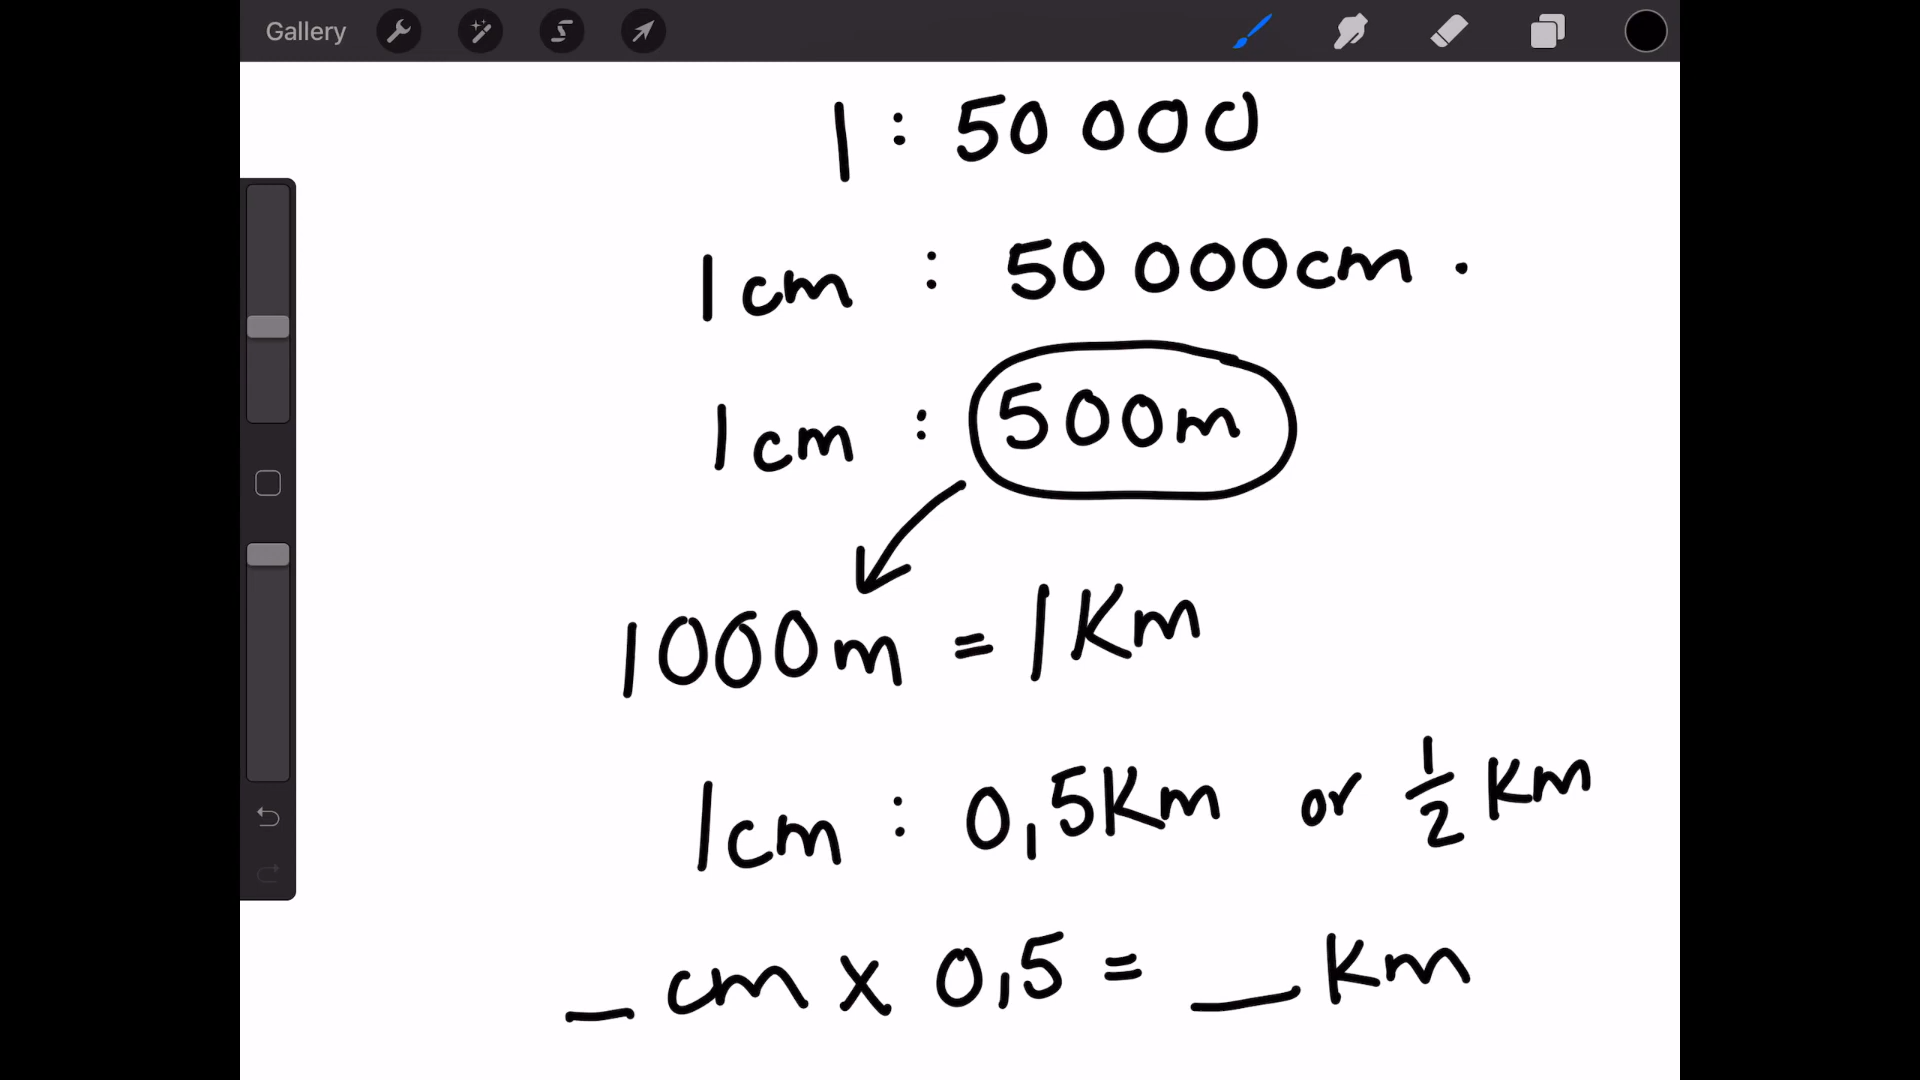 Gallery
1 : 50 000
1cm : 50 000cm .
1cm : 500m
1000m = 1Km
1cm : 0,5Km or 1/2 Km
_ cm x 0,5 = __ Km